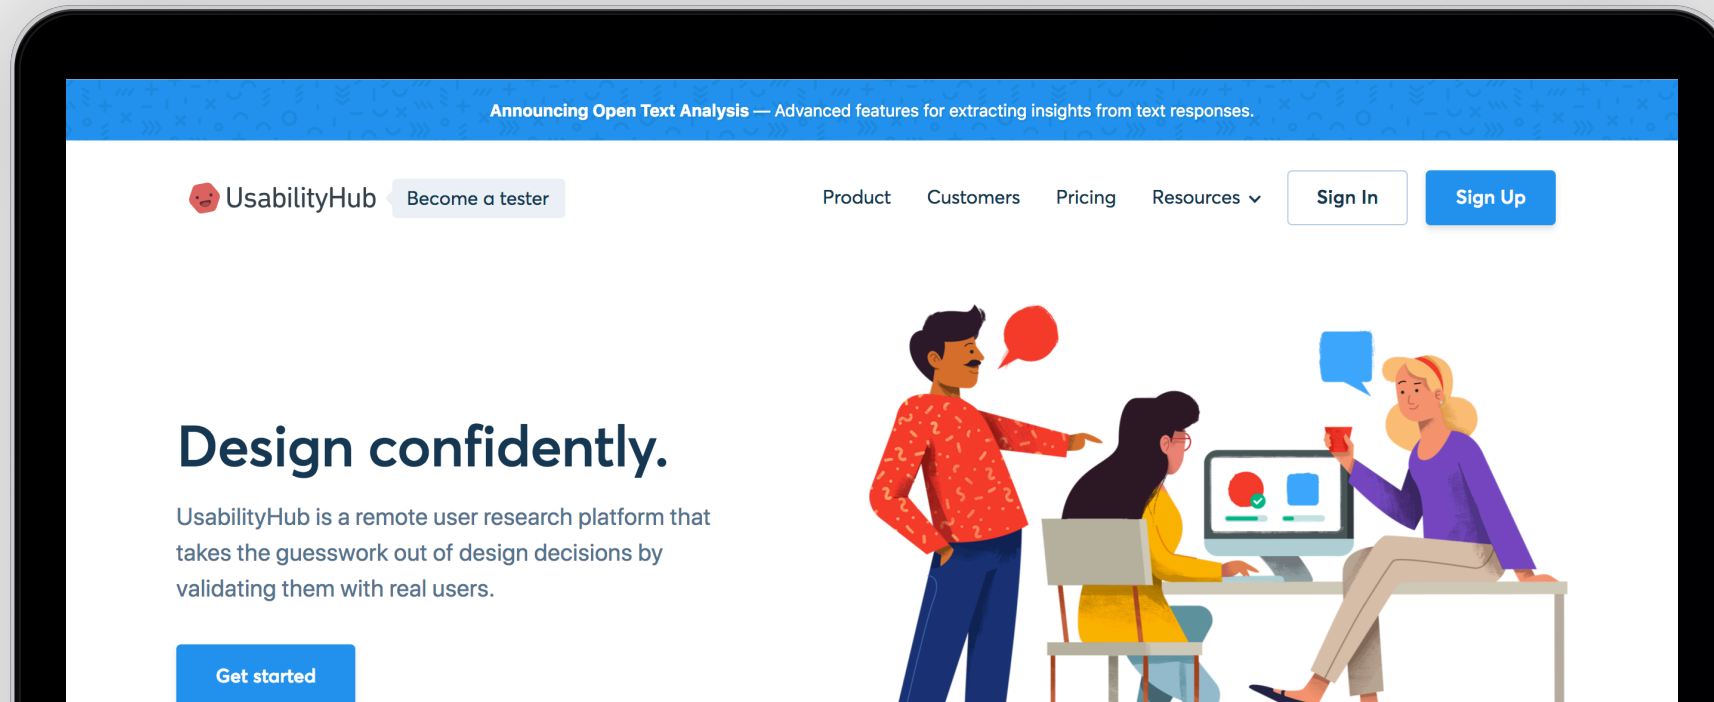 Announcing Open Text Analysis — Advanced features for extracting insights from text responses.
UsabilityHub
Become a tester
Product
Customers
Pricing
Resources
Sign In
Sign Up
Design confidently.
UsabilityHub is a remote user research platform that
takes the guesswork out of design decisions by
validating them with real users.
Get started